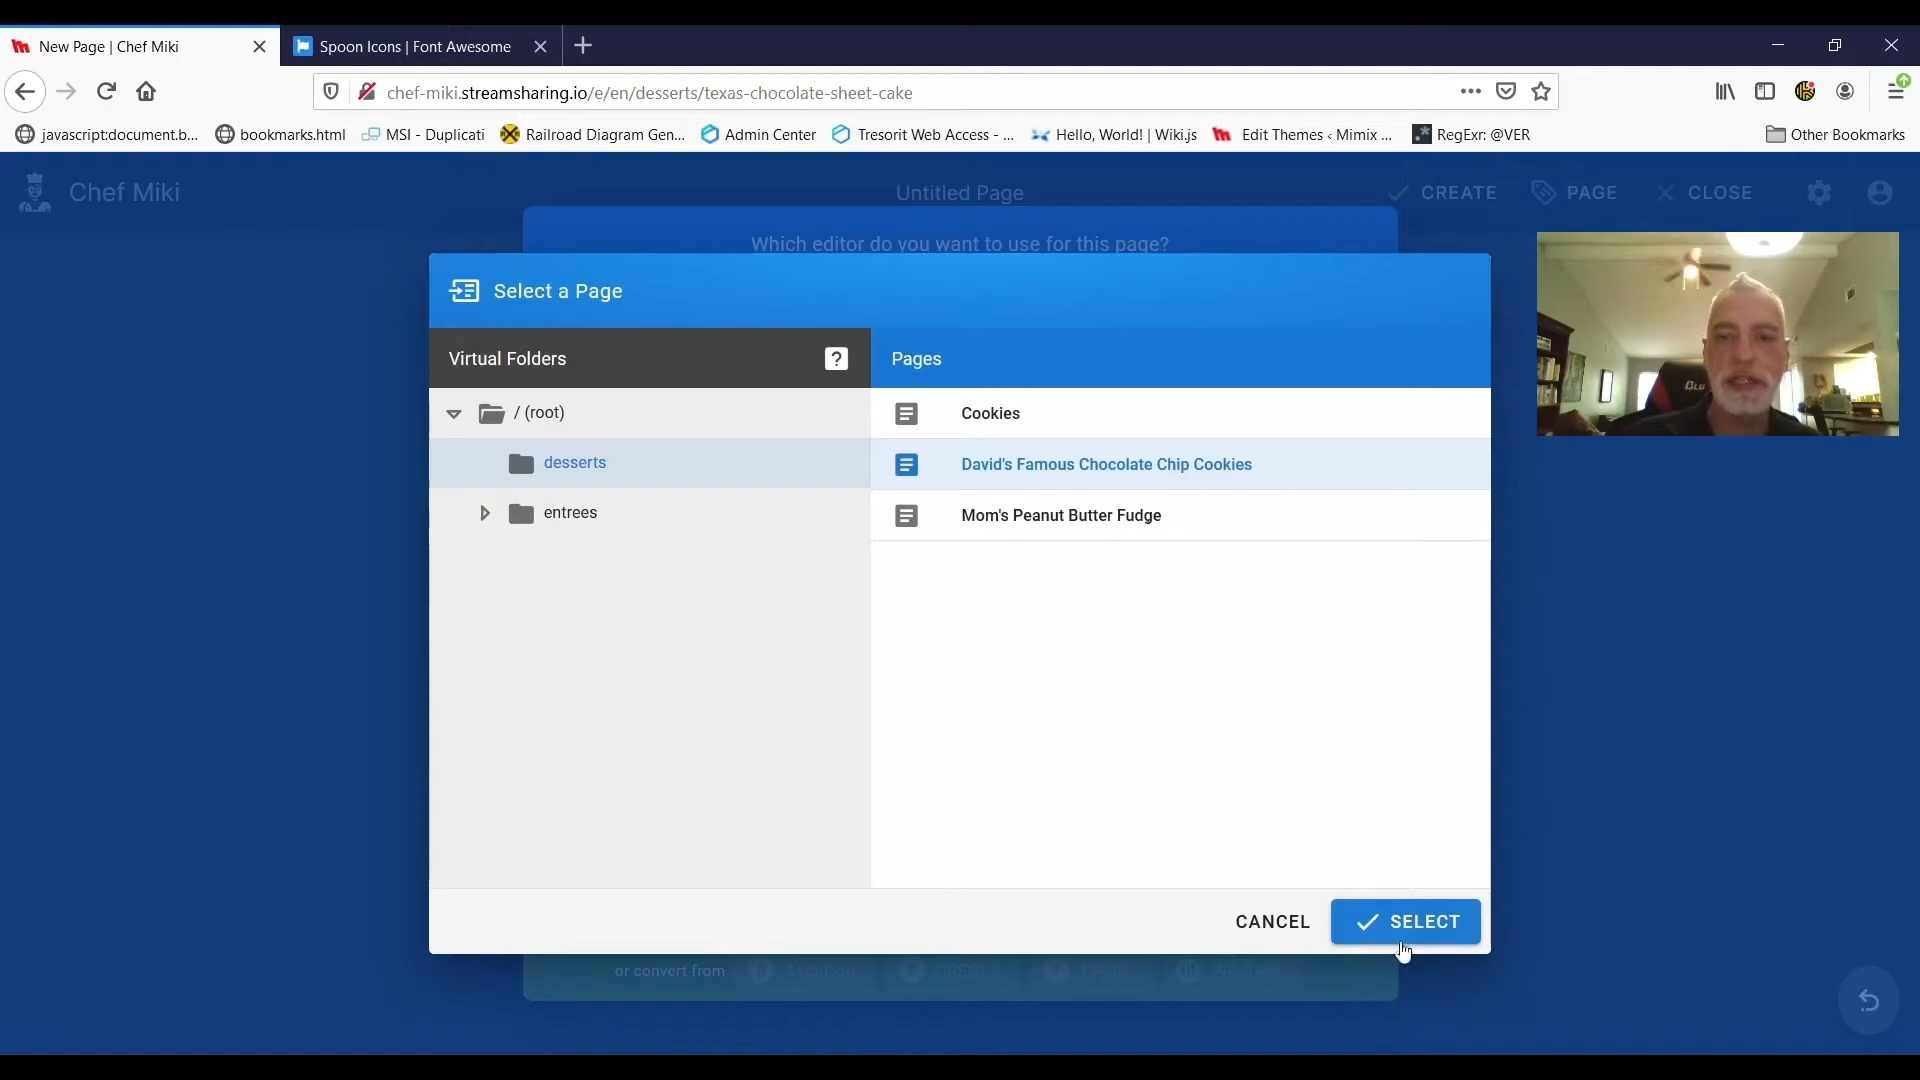 New Page | Chef Miki
Spoon Icons | Font Awesome
chef-miki.streamsharing.io/e/en/desserts/texas-chocolate-sheet-cake
javascript:document.b...
bookmarks.html
MSI - Duplicati
Railroad Diagram Gen...
Admin Center
Tresorit Web Access - ...
Hello, World! | Wiki.js
Edit Themes ‹ Mimix ...
RegExr: @VER
Other Bookmarks
Chef Miki
Untitled Page
CREATE
PAGE
CLOSE
Which editor do you want to use for this page?
Select a Page
Virtual Folders
?
Pages
/ (root)
desserts
entrees
Cookies
David's Famous Chocolate Chip Cookies
Mom's Peanut Butter Fudge
CANCEL
SELECT
or convert from